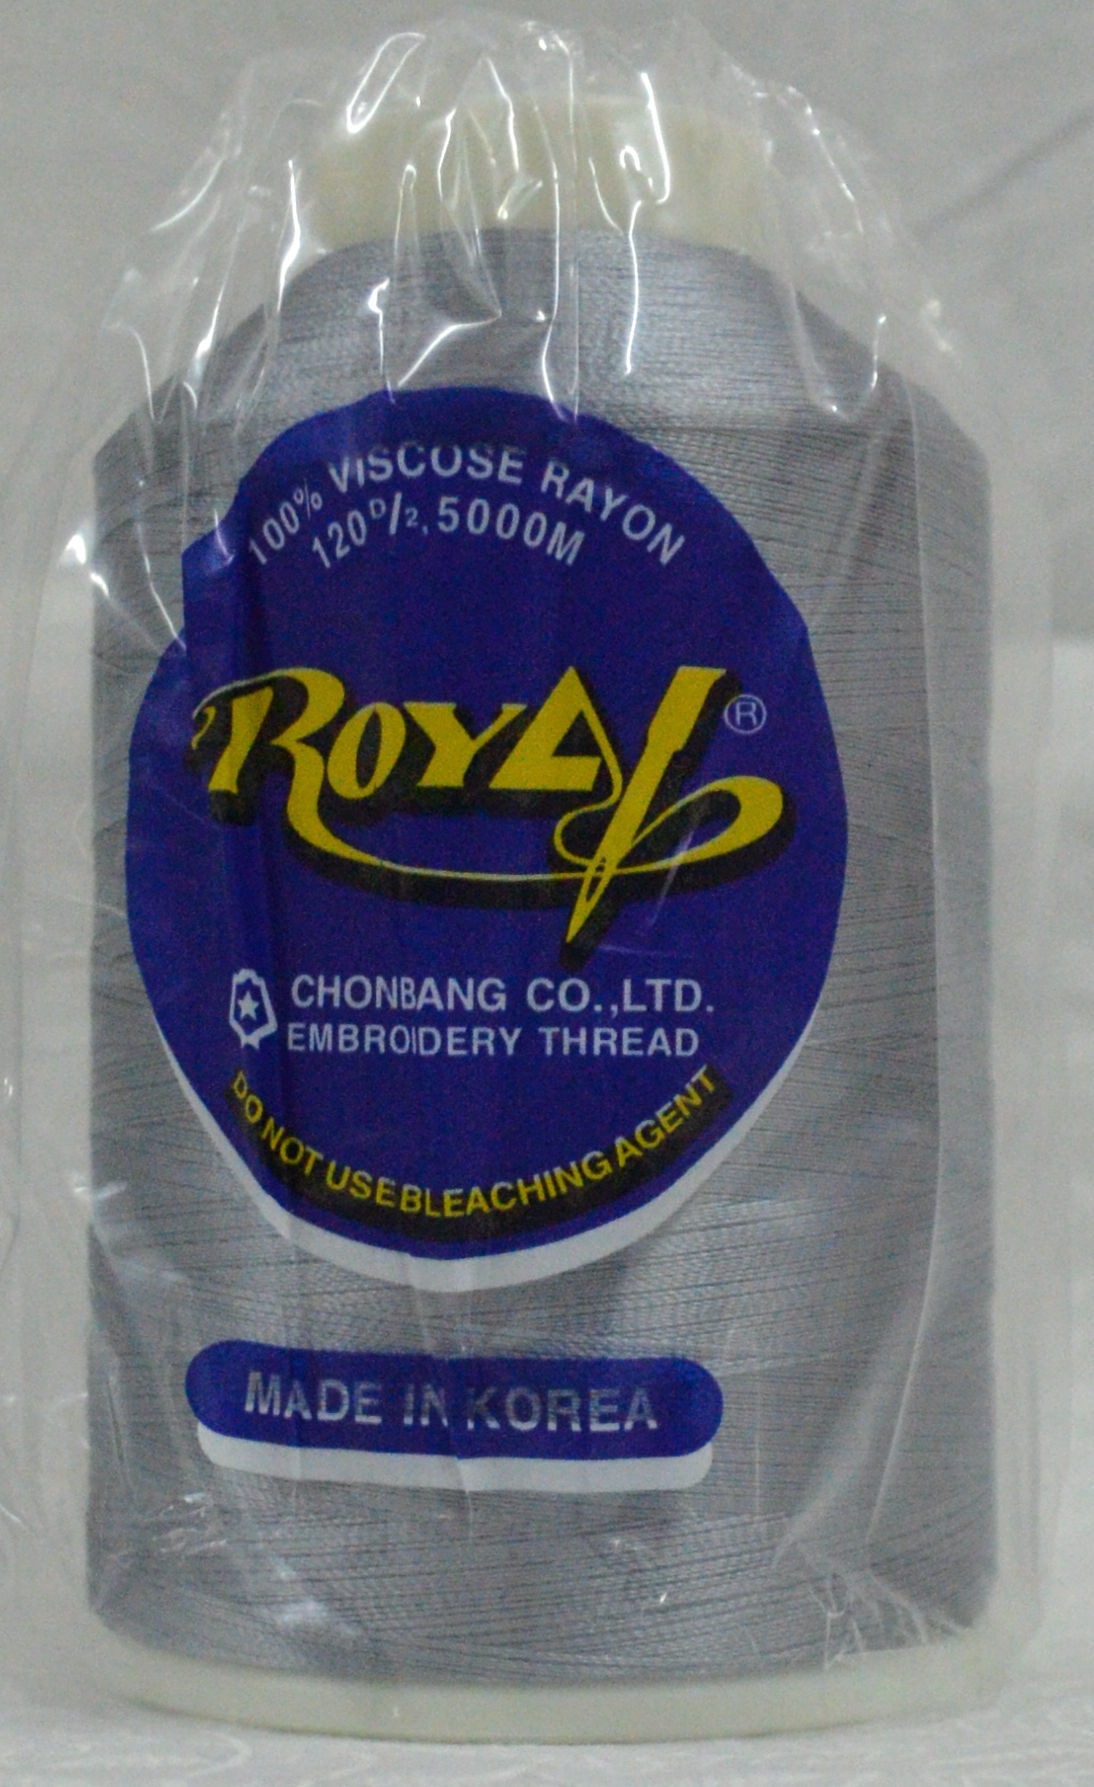 100% VISCOSE RAYON
120ᴰ/₂, 5000M
ROYAL®
CHONBANG CO.,LTD.
EMBROIDERY THREAD
DO NOT USE BLEACHING AGENT
MADE IN KOREA